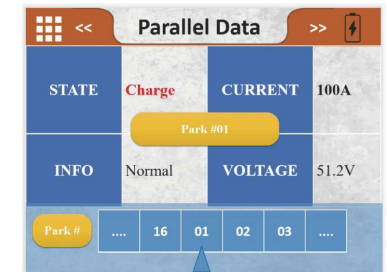 << Parallel Data >>
STATE Charge CURRENT 100A
Park #01
INFO Normal VOLTAGE 51.2V
Park # .... 16 01 02 03 ....